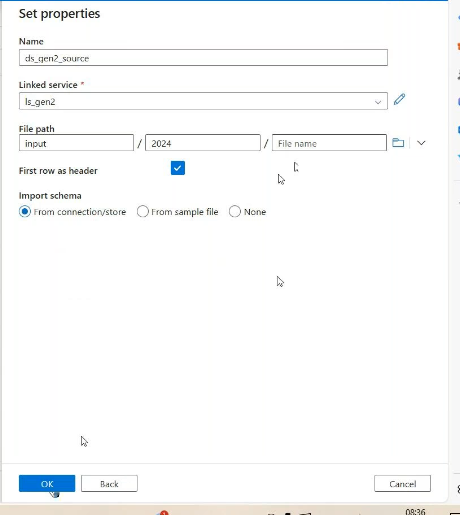 Set properties
Name
ds_gen2_source
Linked service *
ls_gen2
File path
input / 2024 / File name
First row as header
Import schema
From connection/store From sample file None
OK Back Cancel
08:36